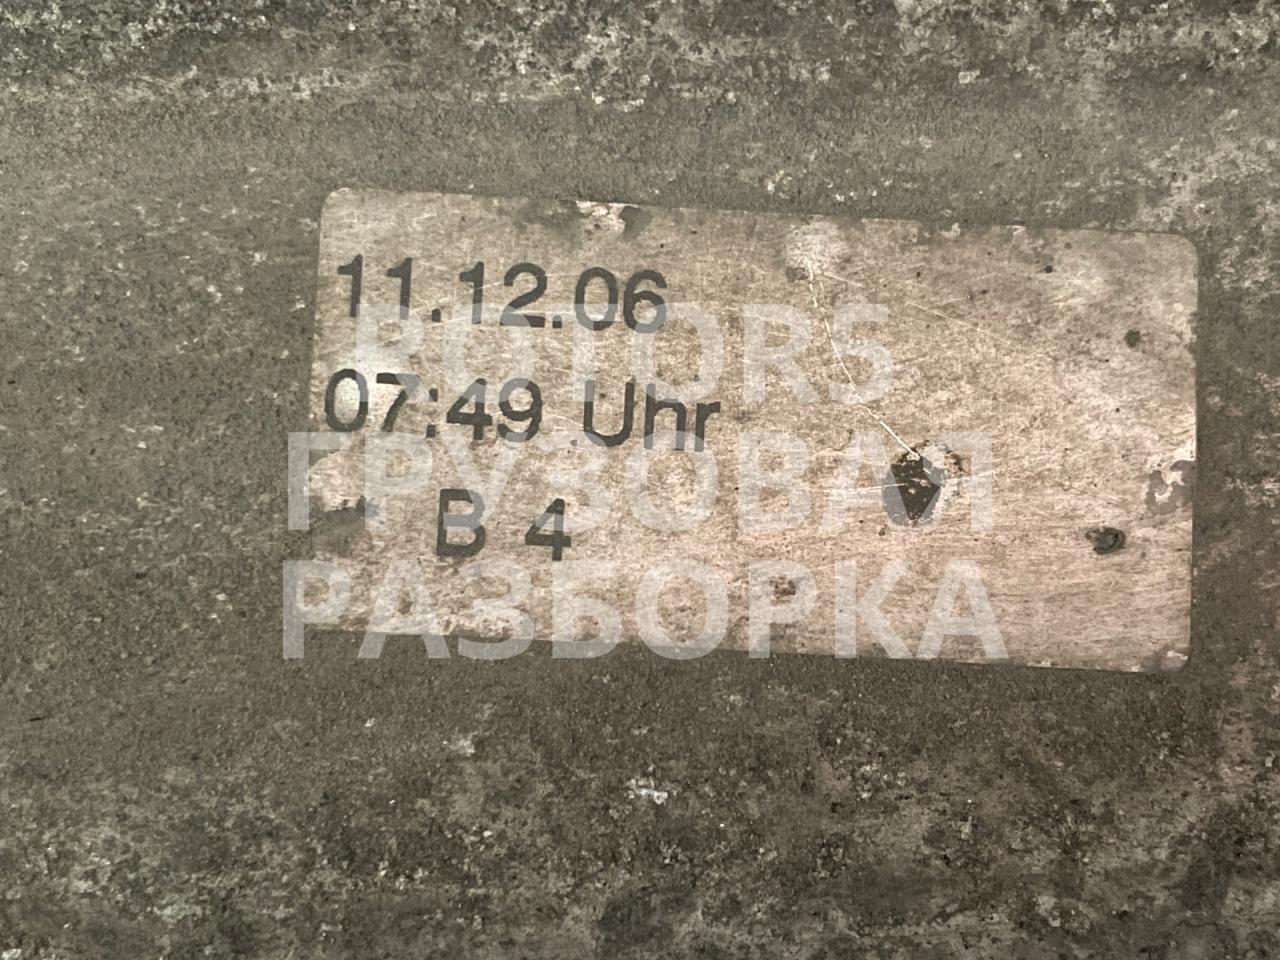 11.12.06
07:49 Uhr
B 4
ROTOR5
ГРУЗОВАЯ
РАЗБОРКА